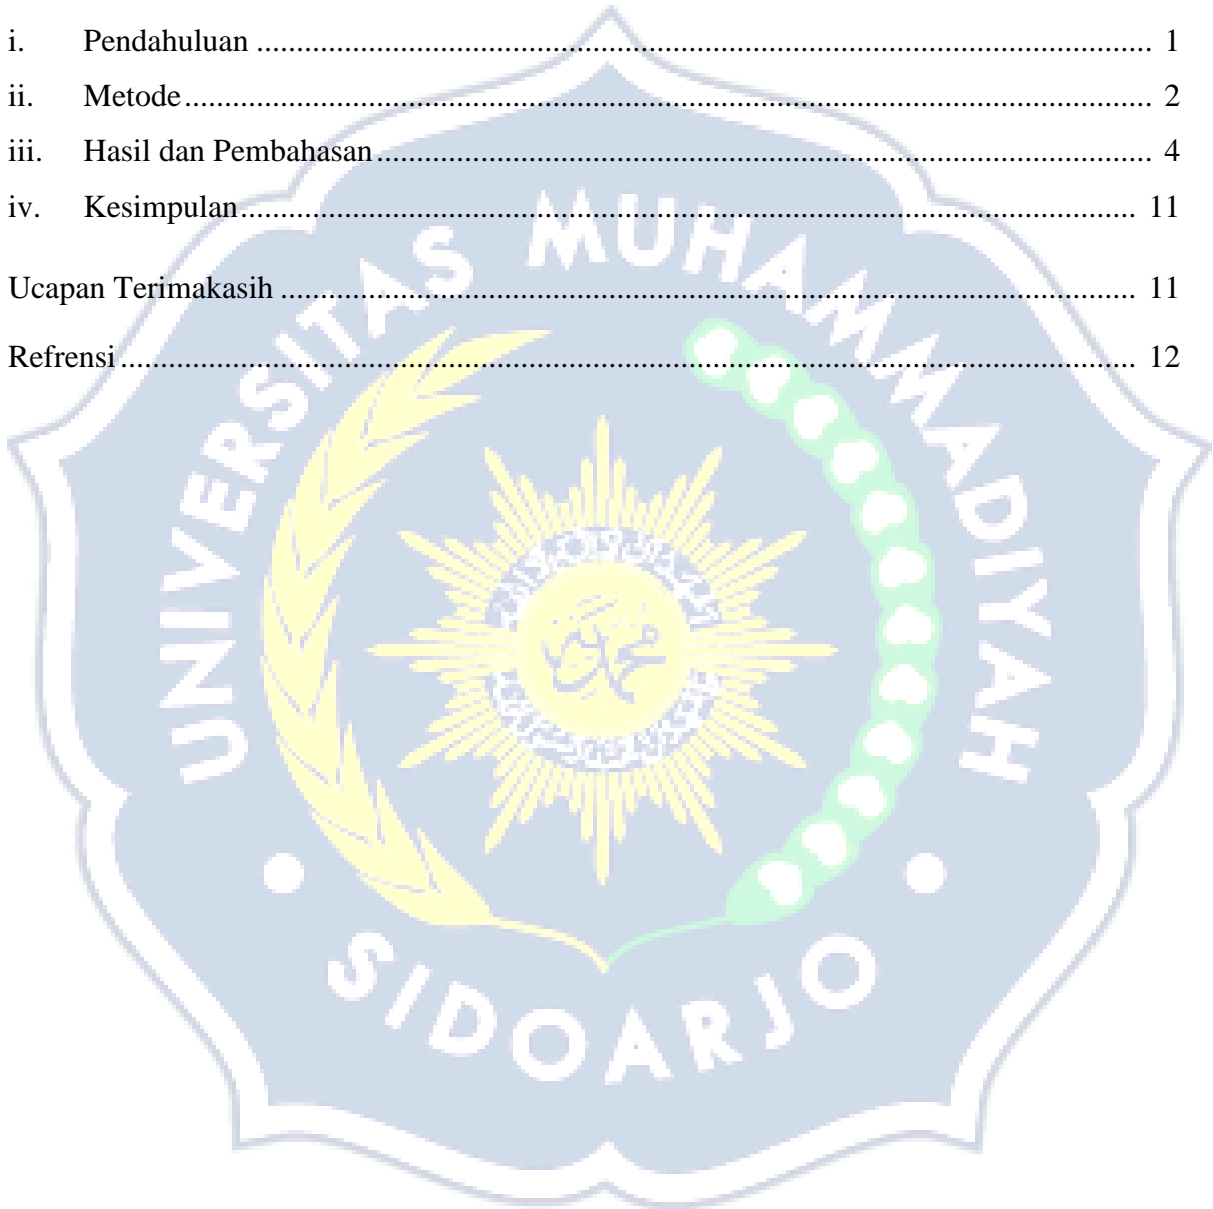 i. Pendahuluan ........................................................................................................ 1
ii. Metode ........................................................................................................ 2
iii. Hasil dan Pembahasan ........................................................................................................ 4
iv. Kesimpulan ........................................................................................................ 11
Ucapan Terimakasih ........................................................................................................ 11
Refrensi ........................................................................................................ 12
UNIVERSITAS MUHAMMADIYAH
SIDOARJO